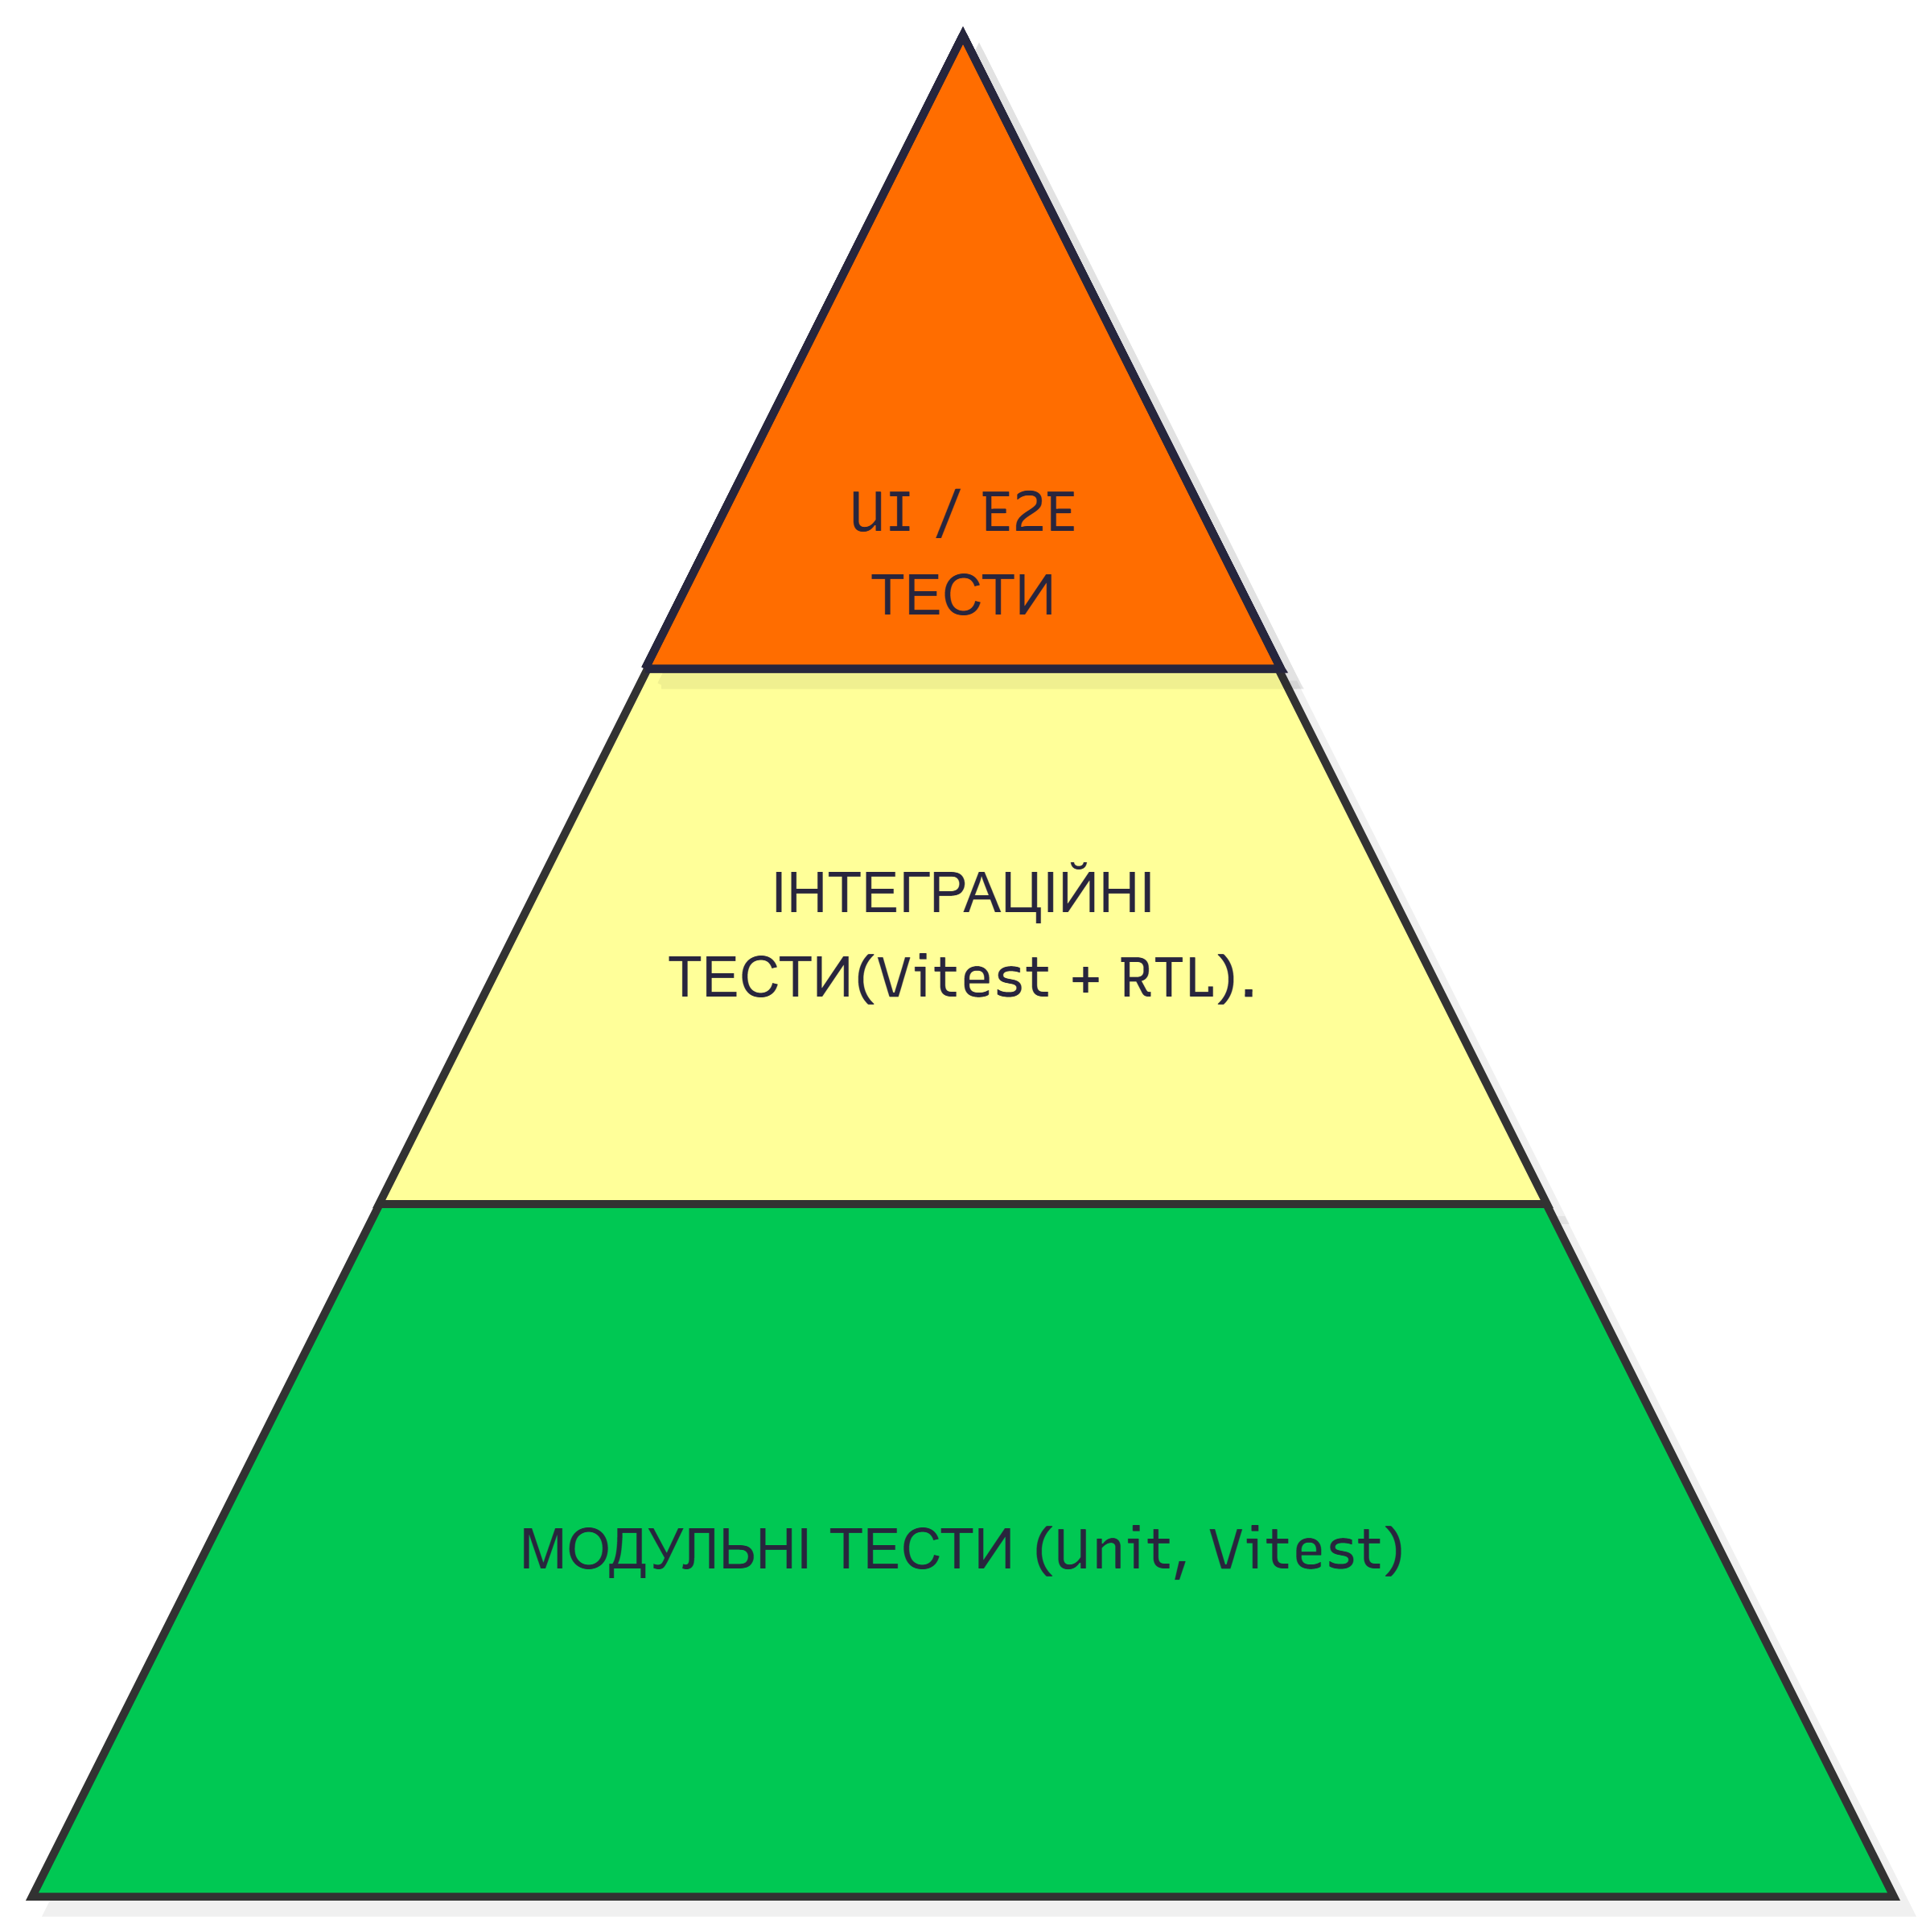 UI / E2E
ТЕСТИ
ІНТЕГРАЦІЙНІ
ТЕСТИ(Vitest + RTL).
МОДУЛЬНІ ТЕСТИ (Unit, Vitest)